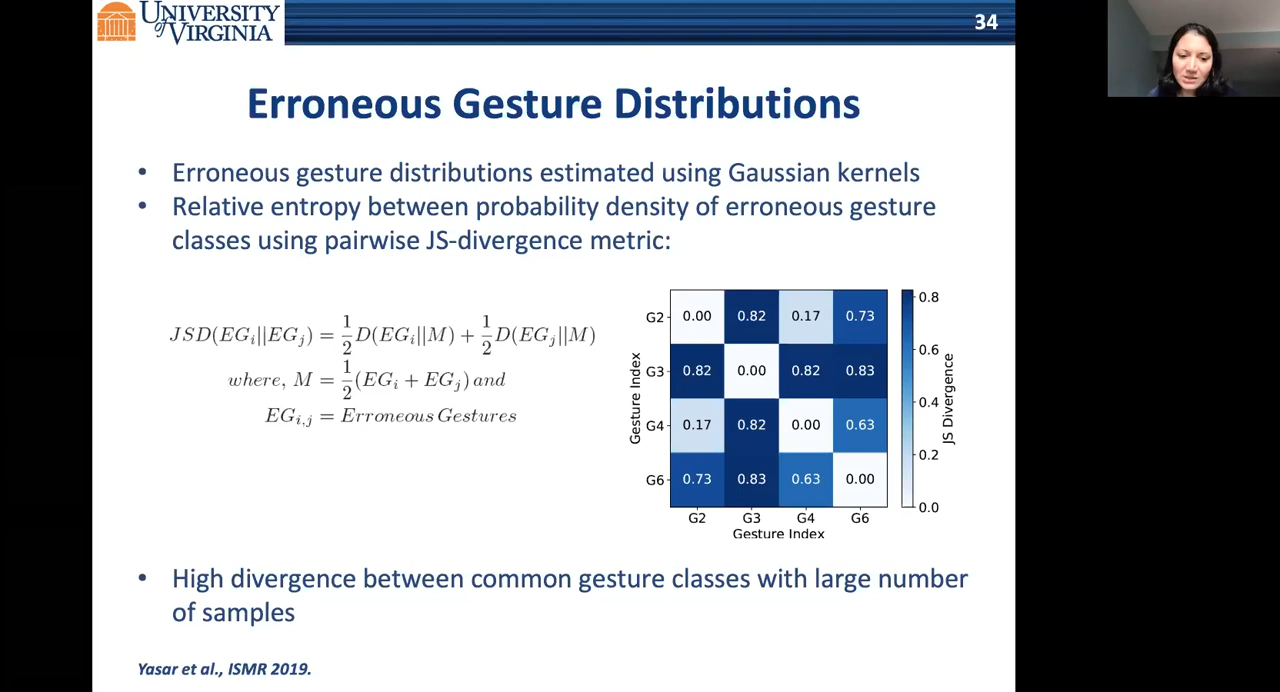 UNIVERSITY
of VIRGINIA
34
Erroneous Gesture Distributions
• Erroneous gesture distributions estimated using Gaussian kernels
• Relative entropy between probability density of erroneous gesture
classes using pairwise JS-divergence metric:
JSD(EG_i||EG_j) = 1/2 D(EG_i||M) + 1/2 D(EG_j||M)
where, M = 1/2 (EG_i + EG_j) and
EG_{i,j} = Erroneous Gestures
Gesture Index
G2 0.00 0.82 0.17 0.73
G3 0.82 0.00 0.82 0.83
G4 0.17 0.82 0.00 0.63
G6 0.73 0.83 0.63 0.00
G2 G3 G4 G6
Gesture Index
0.8
0.6
0.4
0.2
0.0
JS Divergence
• High divergence between common gesture classes with large number
of samples
Yasar et al., ISMR 2019.